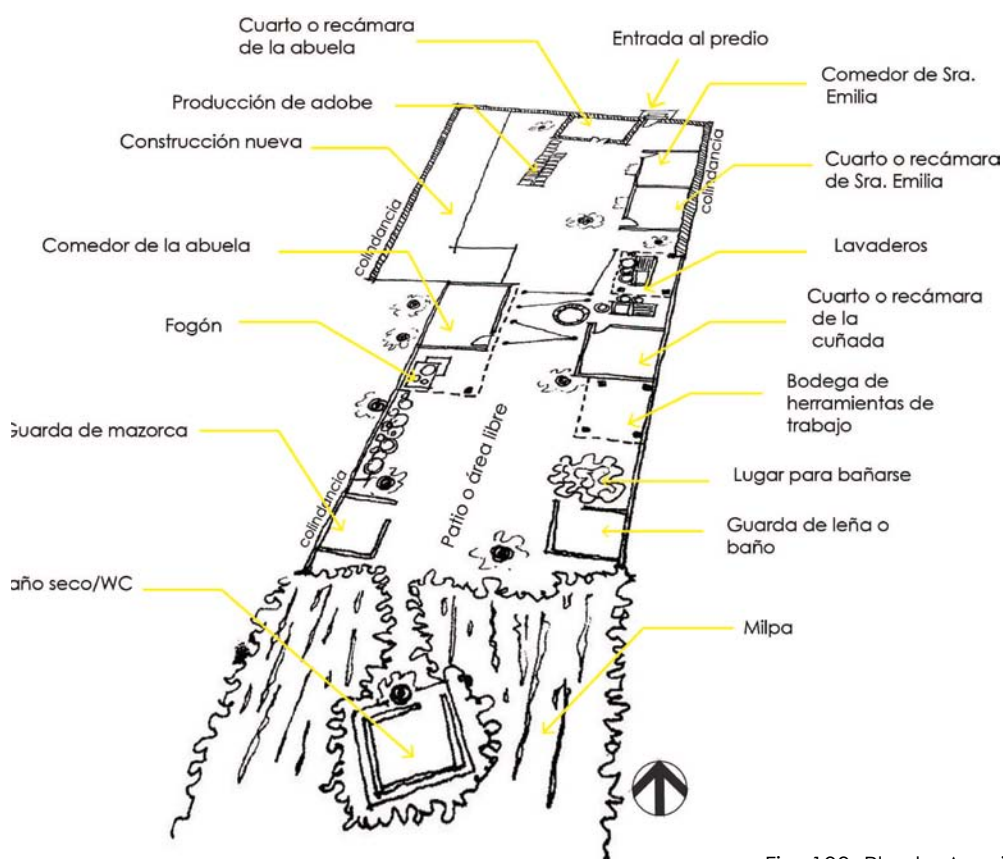 Cuarto o recámara
de la abuela
Entrada al predio
Producción de adobe
Comedor de Sra.
Emilia
Construcción nueva
Cuarto o recámara
de Sra. Emilia
colindancia
colindancia
Comedor de la abuela
Lavaderos
Fogón
Cuarto o recámara
de la
cuñada
Bodega de
herramientas de
trabajo
Guarda de mazorca
Patio o área libre
Lugar para bañarse
colindancia
Guarda de leña o
baño
año seco/WC
Milpa